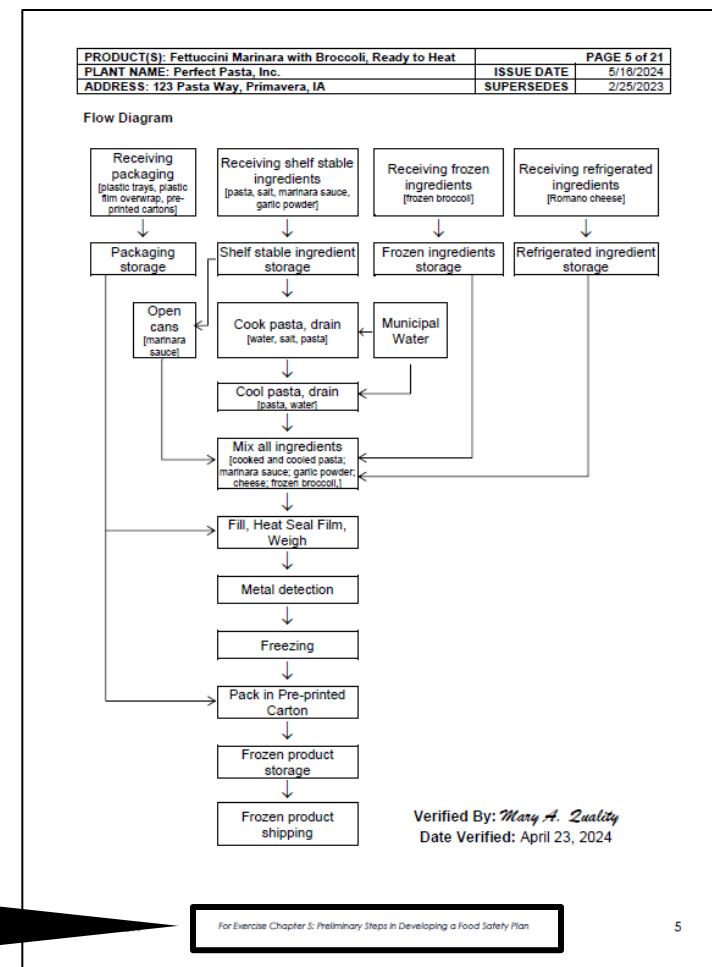 PRODUCT(S): Fettuccini Marinara with Broccoli, Ready to Heat PAGE 5 of 21
PLANT NAME: Perfect Pasta, Inc. ISSUE DATE 5/16/2024
ADDRESS: 123 Pasta Way, Primavera, IA SUPERSEDES 2/25/2023
Flow Diagram
Receiving
packaging
[plastic trays, plastic
film overwrap, pre-
printed cartons]
Receiving shelf stable
ingredients
[pasta, salt, marinara sauce,
garlic powder]
Receiving frozen
ingredients
[frozen broccoli]
Receiving refrigerated
ingredients
[Romano cheese]
Packaging
storage
Shelf stable ingredient
storage
Frozen ingredients
storage
Refrigerated ingredient
storage
Open
cans
[marinara
sauce]
Cook pasta, drain
[water, salt, pasta]
Municipal
Water
Cool pasta, drain
[pasta, water]
Mix all ingredients
[cooked and cooled pasta;
marinara sauce; garlic powder;
cheese; frozen broccoli,]
Fill, Heat Seal Film,
Weigh
Metal detection
Freezing
Pack in Pre-printed
Carton
Frozen product
storage
Frozen product
shipping
Verified By: Mary A. Quality
Date Verified: April 23, 2024
For Exercise Chapter 5: Preliminary Steps in Developing a Food Safety Plan
5